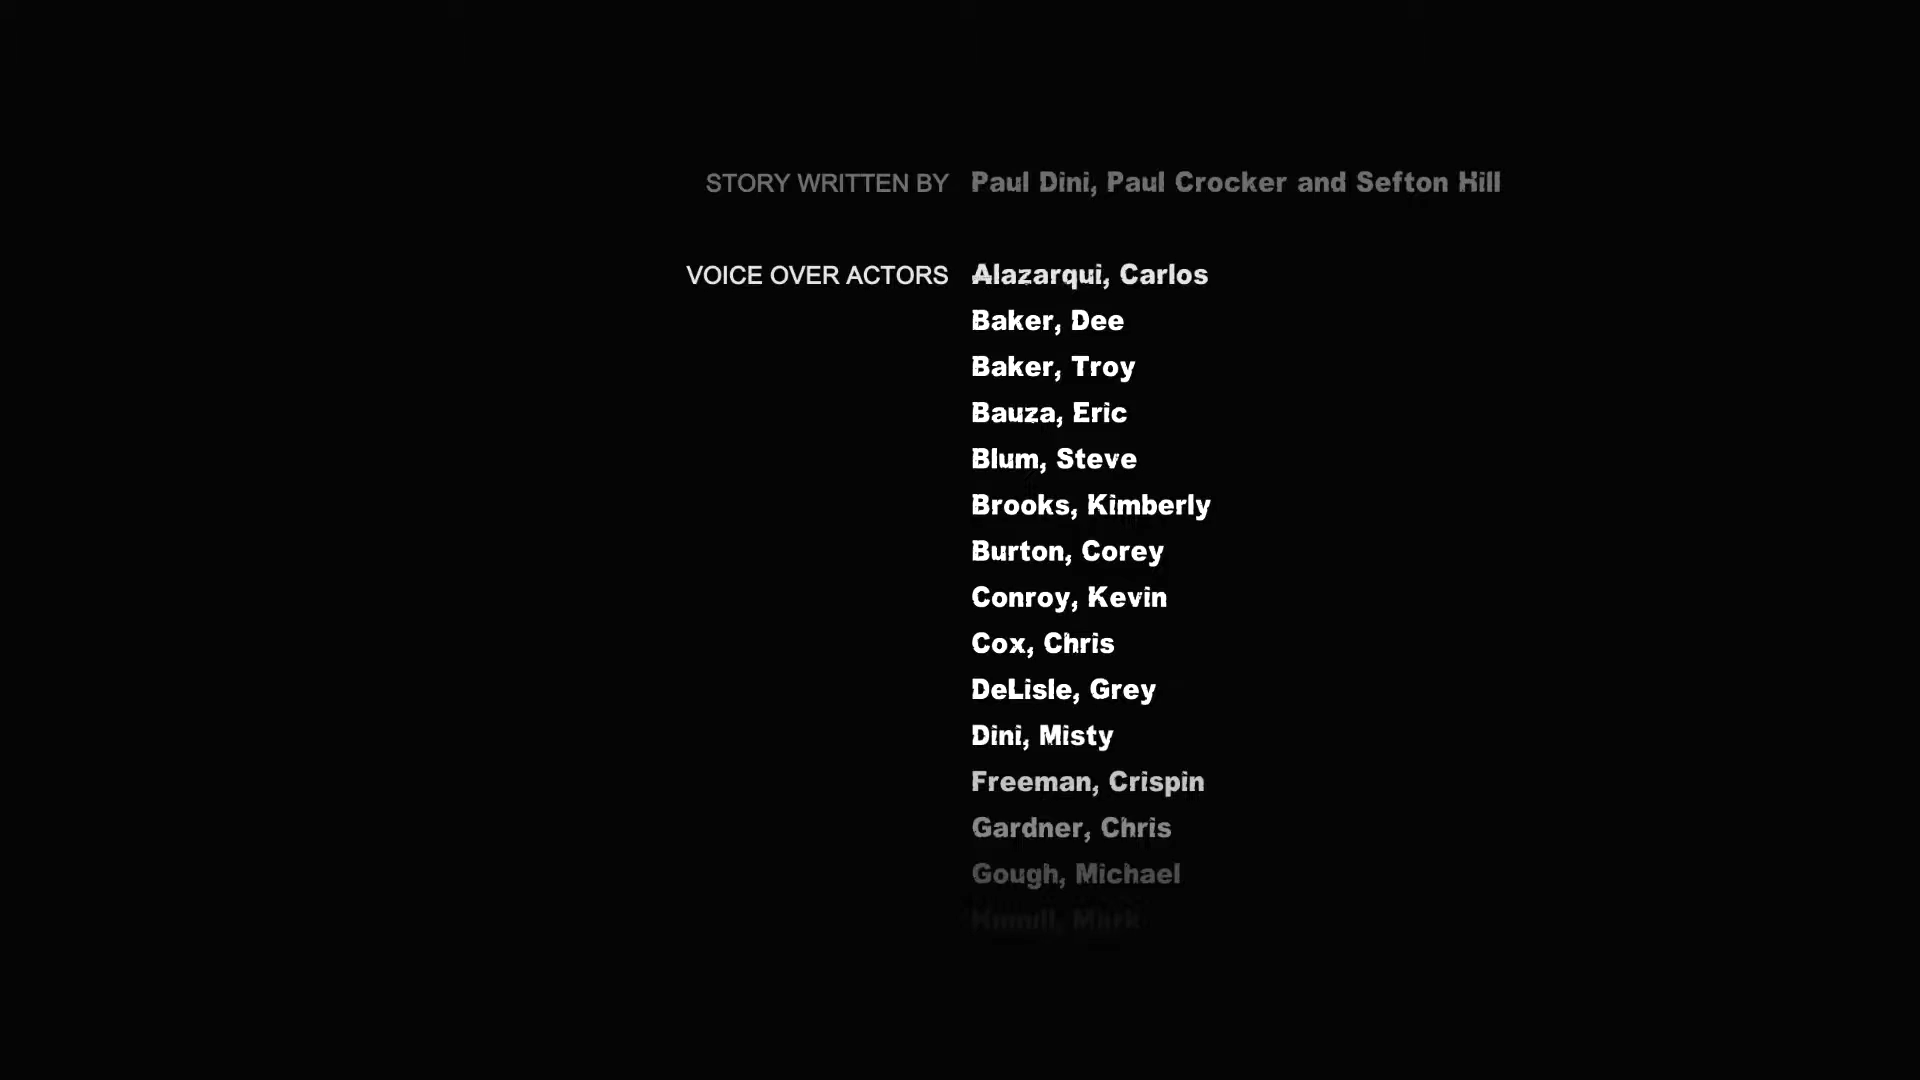 STORY WRITTEN BY Paul Dini, Paul Crocker and Sefton Hill
VOICE OVER ACTORS Alazarqui, Carlos
Baker, Dee
Baker, Troy
Bauza, Eric
Blum, Steve
Brooks, Kimberly
Burton, Corey
Conroy, Kevin
Cox, Chris
DeLisle, Grey
Dini, Misty
Freeman, Crispin
Gardner, Chris
Gough, Michael